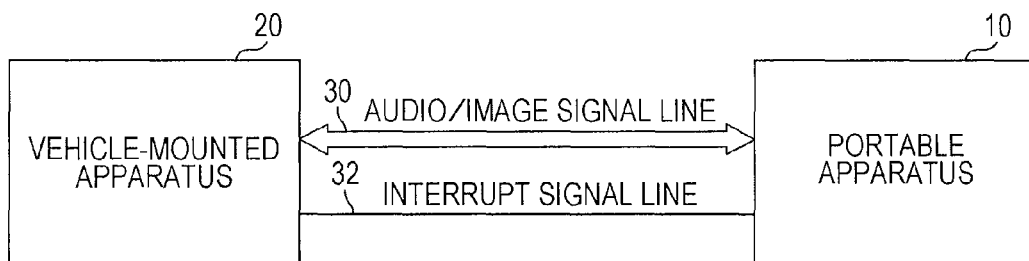 20
10
30
AUDIO/IMAGE SIGNAL LINE
VEHICLE-MOUNTED
APPARATUS
PORTABLE
APPARATUS
32
INTERRUPT SIGNAL LINE